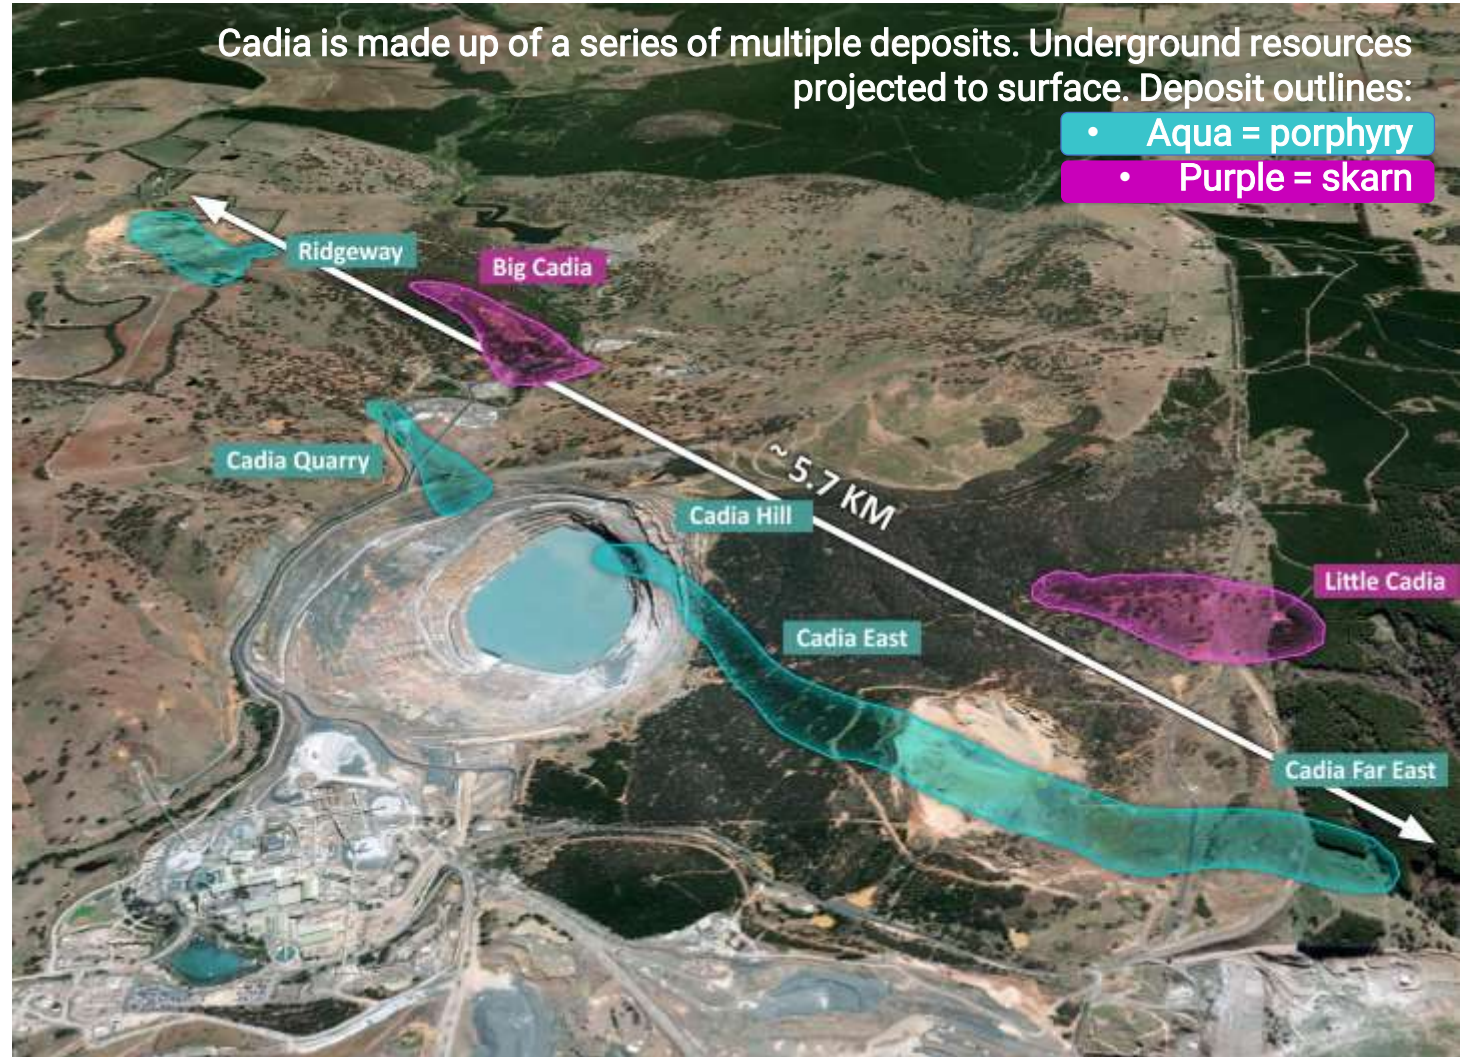 Cadia is made up of a series of multiple deposits. Underground resources
projected to surface. Deposit outlines:
• Aqua = porphyry
• Purple = skarn
Ridgeway
Big Cadia
Cadia Quarry
~ 5.7 KM
Cadia Hill
Little Cadia
Cadia East
Cadia Far East